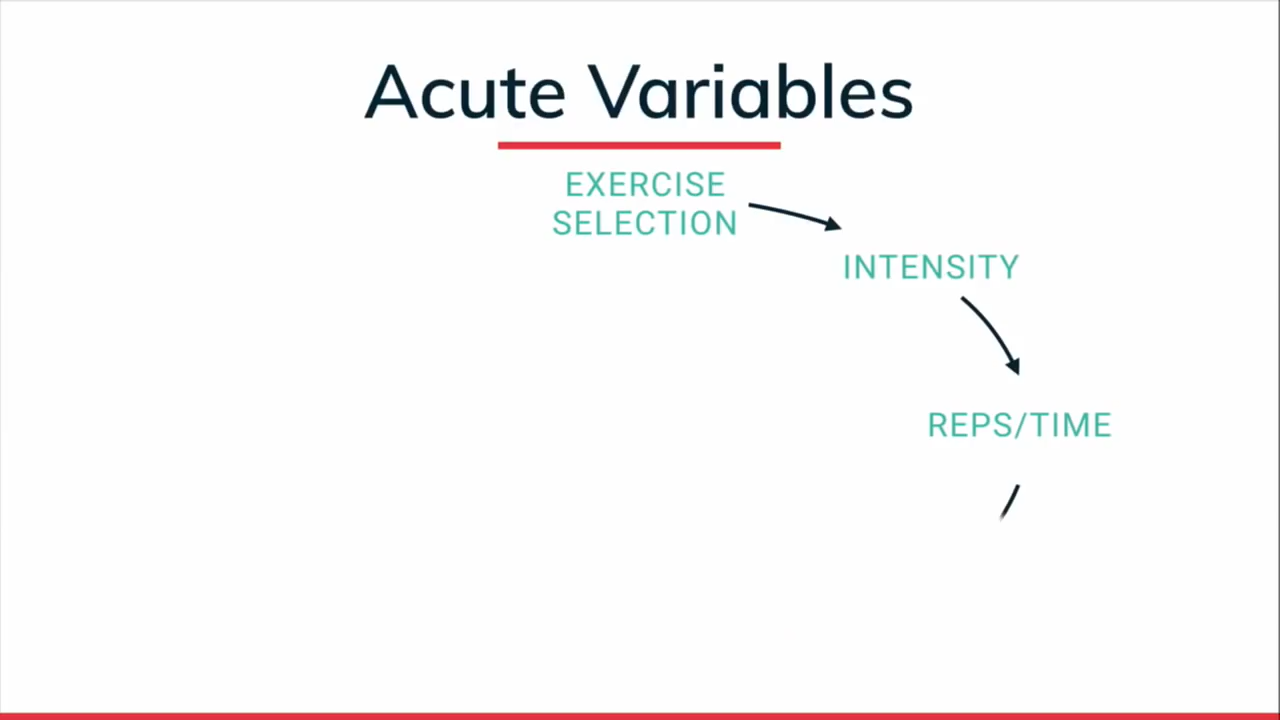 Acute Variables
EXERCISE
SELECTION
INTENSITY
REPS/TIME